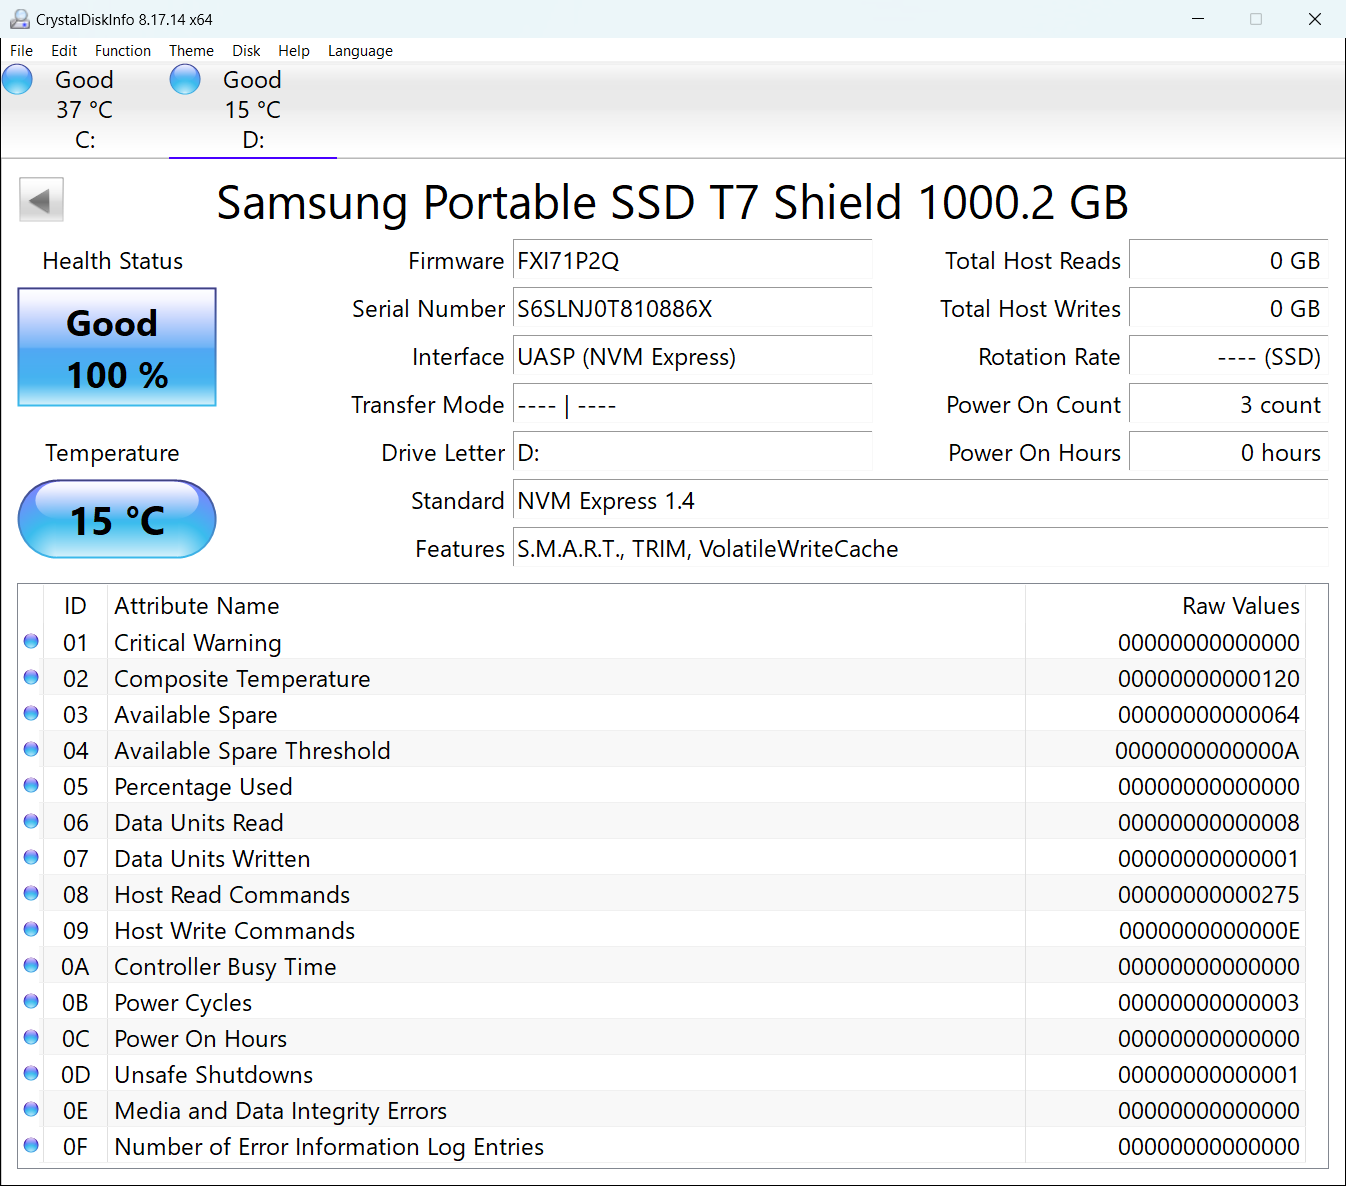 CrystalDiskInfo 8.17.14 x64
File Edit Function Theme Disk Help Language
Good Good
37 °C 15 °C
C: D:
Samsung Portable SSD T7 Shield 1000.2 GB
Health Status
Good
100 %
Temperature
15 °C
Firmware FXI71P2Q
Serial Number S6SLNJ0T810886X
Interface UASP (NVM Express)
Transfer Mode ---- | ----
Drive Letter D:
Standard NVM Express 1.4
Features S.M.A.R.T., TRIM, VolatileWriteCache
Total Host Reads 0 GB
Total Host Writes 0 GB
Rotation Rate ---- (SSD)
Power On Count 3 count
Power On Hours 0 hours
ID Attribute Name Raw Values
01 Critical Warning 00000000000000
02 Composite Temperature 00000000000120
03 Available Spare 00000000000064
04 Available Spare Threshold 0000000000000A
05 Percentage Used 00000000000000
06 Data Units Read 00000000000008
07 Data Units Written 00000000000001
08 Host Read Commands 00000000000275
09 Host Write Commands 0000000000000E
0A Controller Busy Time 00000000000000
0B Power Cycles 00000000000003
0C Power On Hours 00000000000000
0D Unsafe Shutdowns 00000000000001
0E Media and Data Integrity Errors 00000000000000
0F Number of Error Information Log Entries 00000000000000